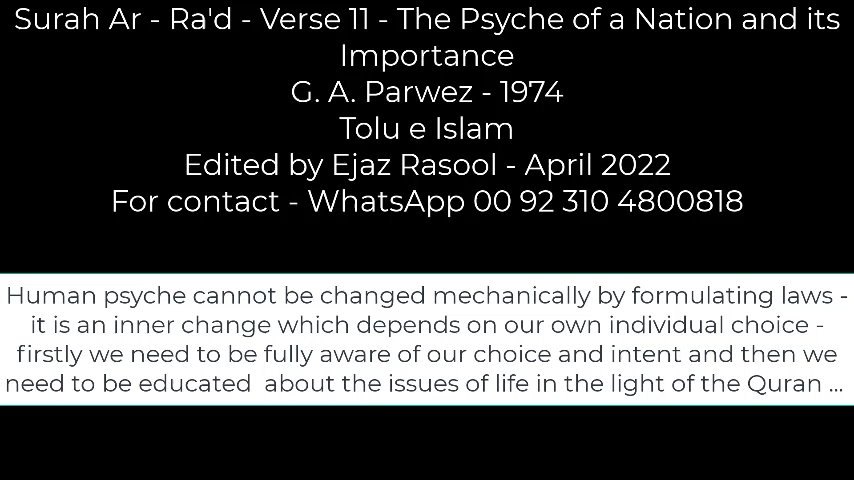 Surah Ar - Ra'd - Verse 11 - The Psyche of a Nation and its
Importance
G. A. Parwez - 1974
Tolu e Islam
Edited by Ejaz Rasool - April 2022
For contact - WhatsApp 00 92 310 4800818
Human psyche cannot be changed mechanically by formulating laws -
it is an inner change which depends on our own individual choice -
firstly we need to be fully aware of our choice and intent and then we
need to be educated  about the issues of life in the light of the Quran ...